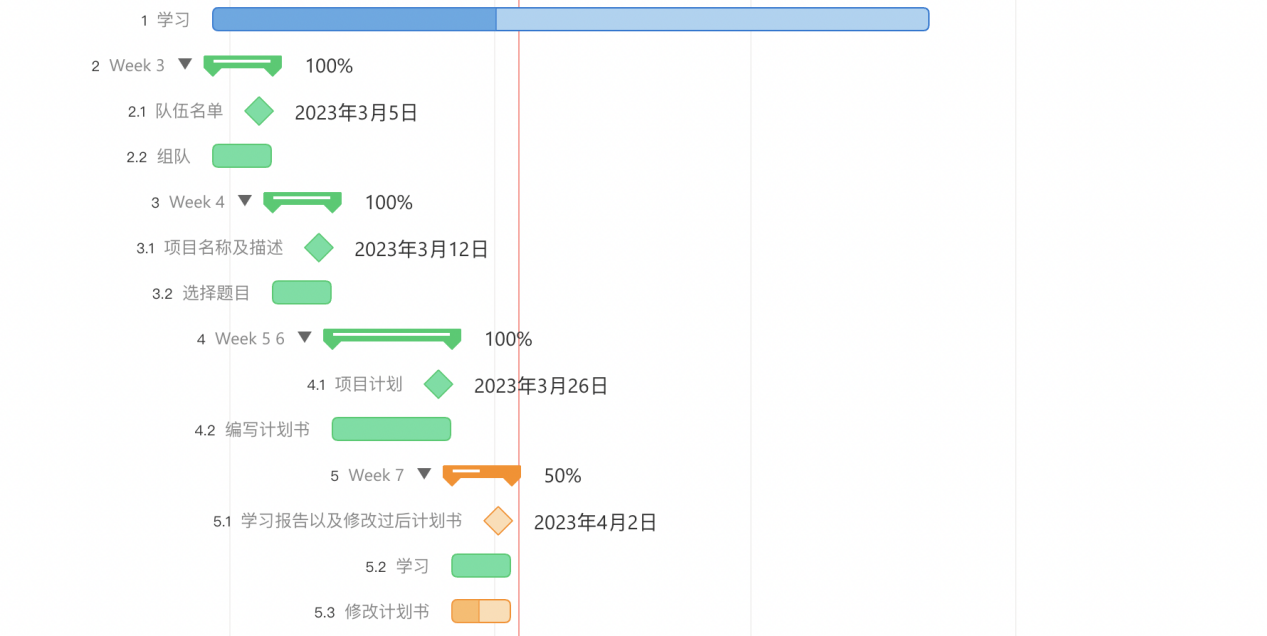 1 学习
2 Week 3 100%
2.1 队伍名单 2023年3月5日
2.2 组队
3 Week 4 100%
3.1 项目名称及描述 2023年3月12日
3.2 选择题目
4 Week 5 6 100%
4.1 项目计划 2023年3月26日
4.2 编写计划书
5 Week 7 50%
5.1 学习报告以及修改过后计划书 2023年4月2日
5.2 学习
5.3 修改计划书